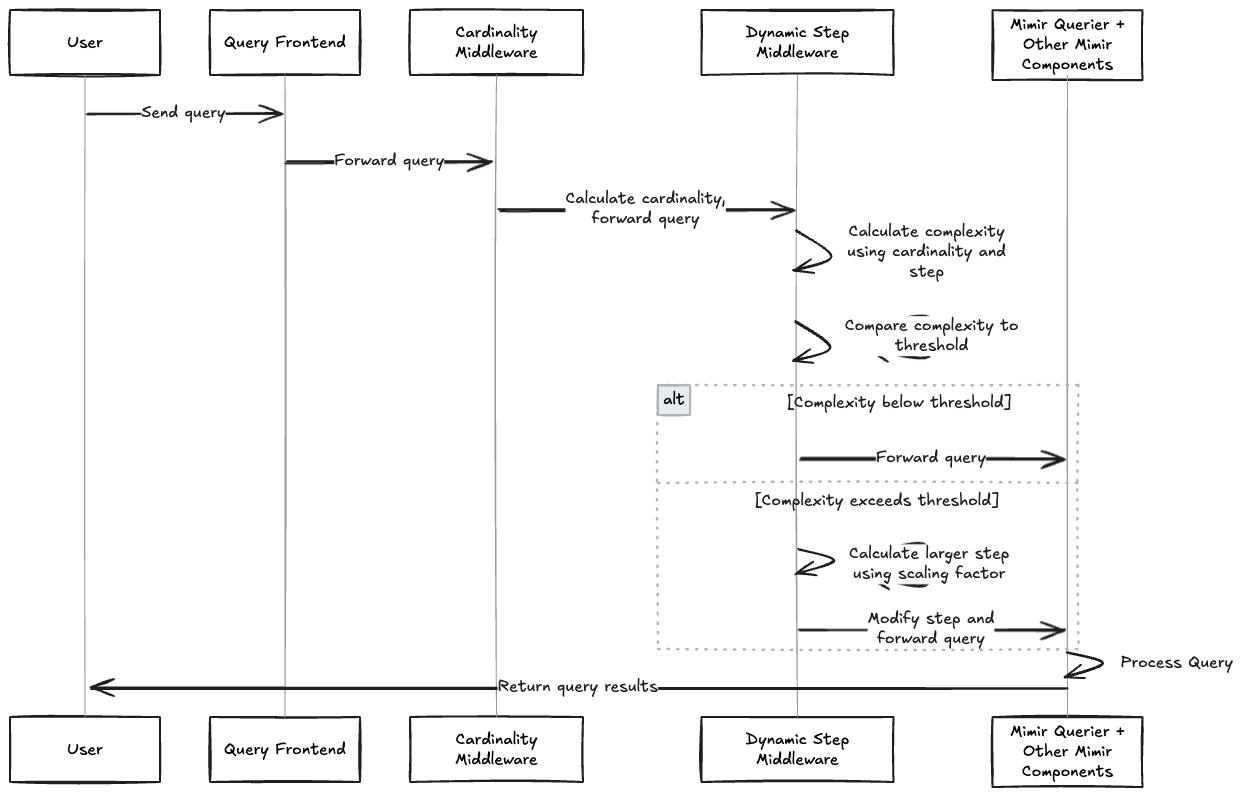 User
Query Frontend
Cardinality
Middleware
Dynamic Step
Middleware
Mimir Querier +
Other Mimir
Components
Send query
Forward query
Calculate cardinality,
forward query
Calculate complexity
using cardinality and
step
Compare complexity to
threshold
alt
[Complexity below threshold]
Forward query
[Complexity exceeds threshold]
Calculate larger step
using scaling factor
Modify step and
forward query
Process Query
Return query results
User
Query Frontend
Cardinality
Middleware
Dynamic Step
Middleware
Mimir Querier +
Other Mimir
Components